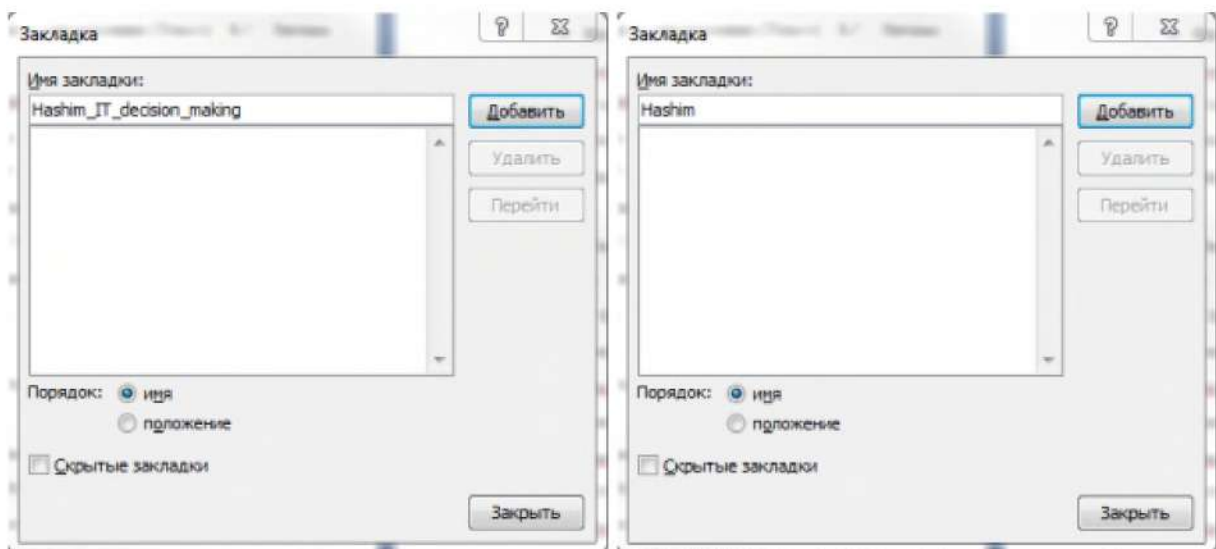 Закладка
Имя закладки:
Hashim_IT_decision_making
Добавить
Удалить
Перейти
Порядок:
имя
положение
Скрытые закладки
Закрыть
Закладка
Имя закладки:
Hashim
Добавить
Удалить
Перейти
Порядок:
имя
положение
Скрытые закладки
Закрыть